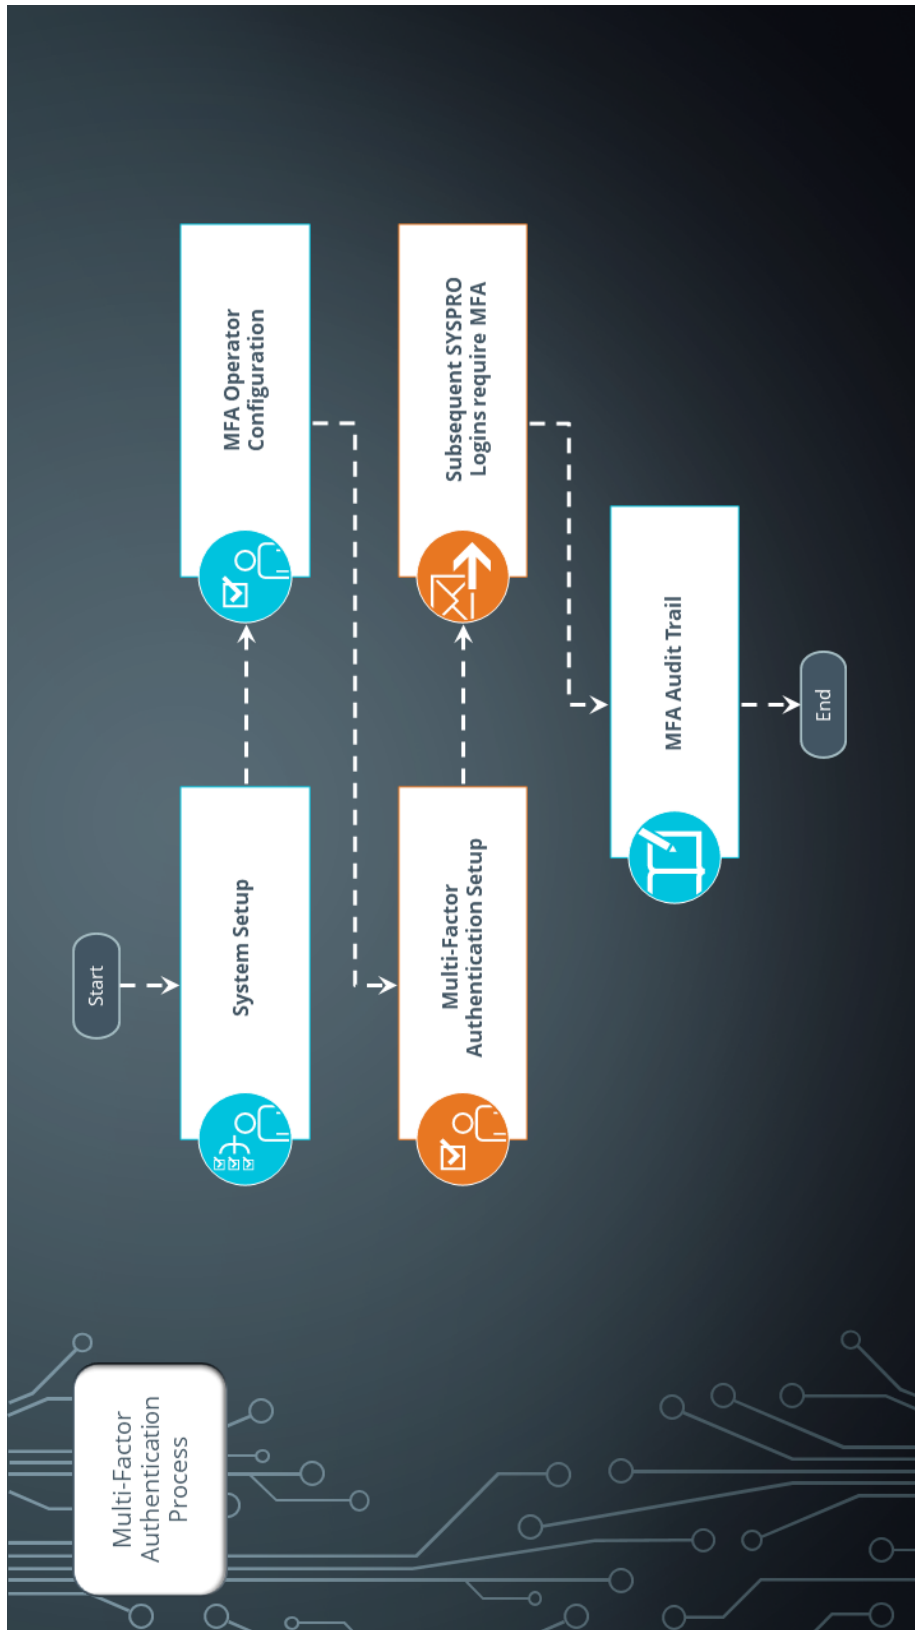 Multi-Factor
Authentication
Process
Start
System Setup
MFA Operator
Configuration
Multi-Factor
Authentication Setup
Subsequent SYSPRO
Logins require MFA
MFA Audit Trail
End